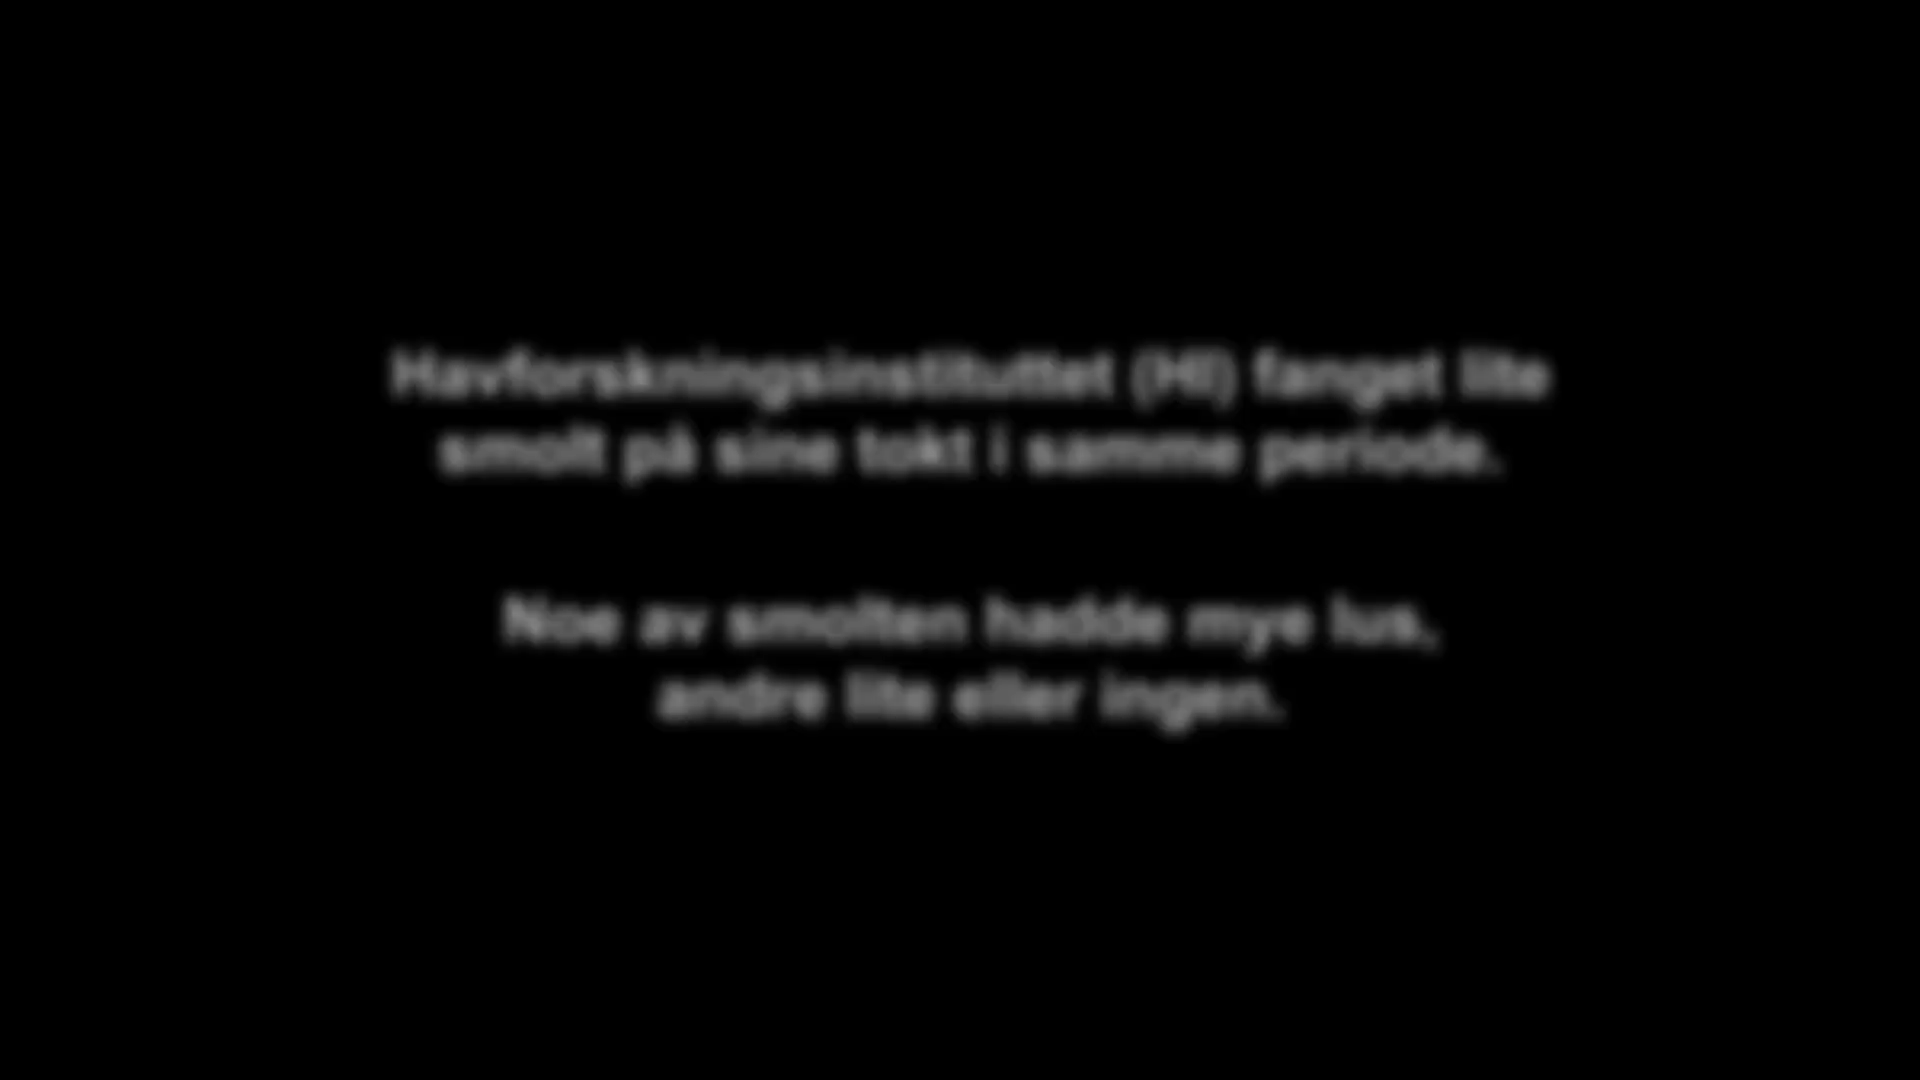 Havforskningsinstituttet (HI) fanget lite
smolt på sine tokt i samme periode.
Noe av smolten hadde mye lus,
andre lite eller ingen.